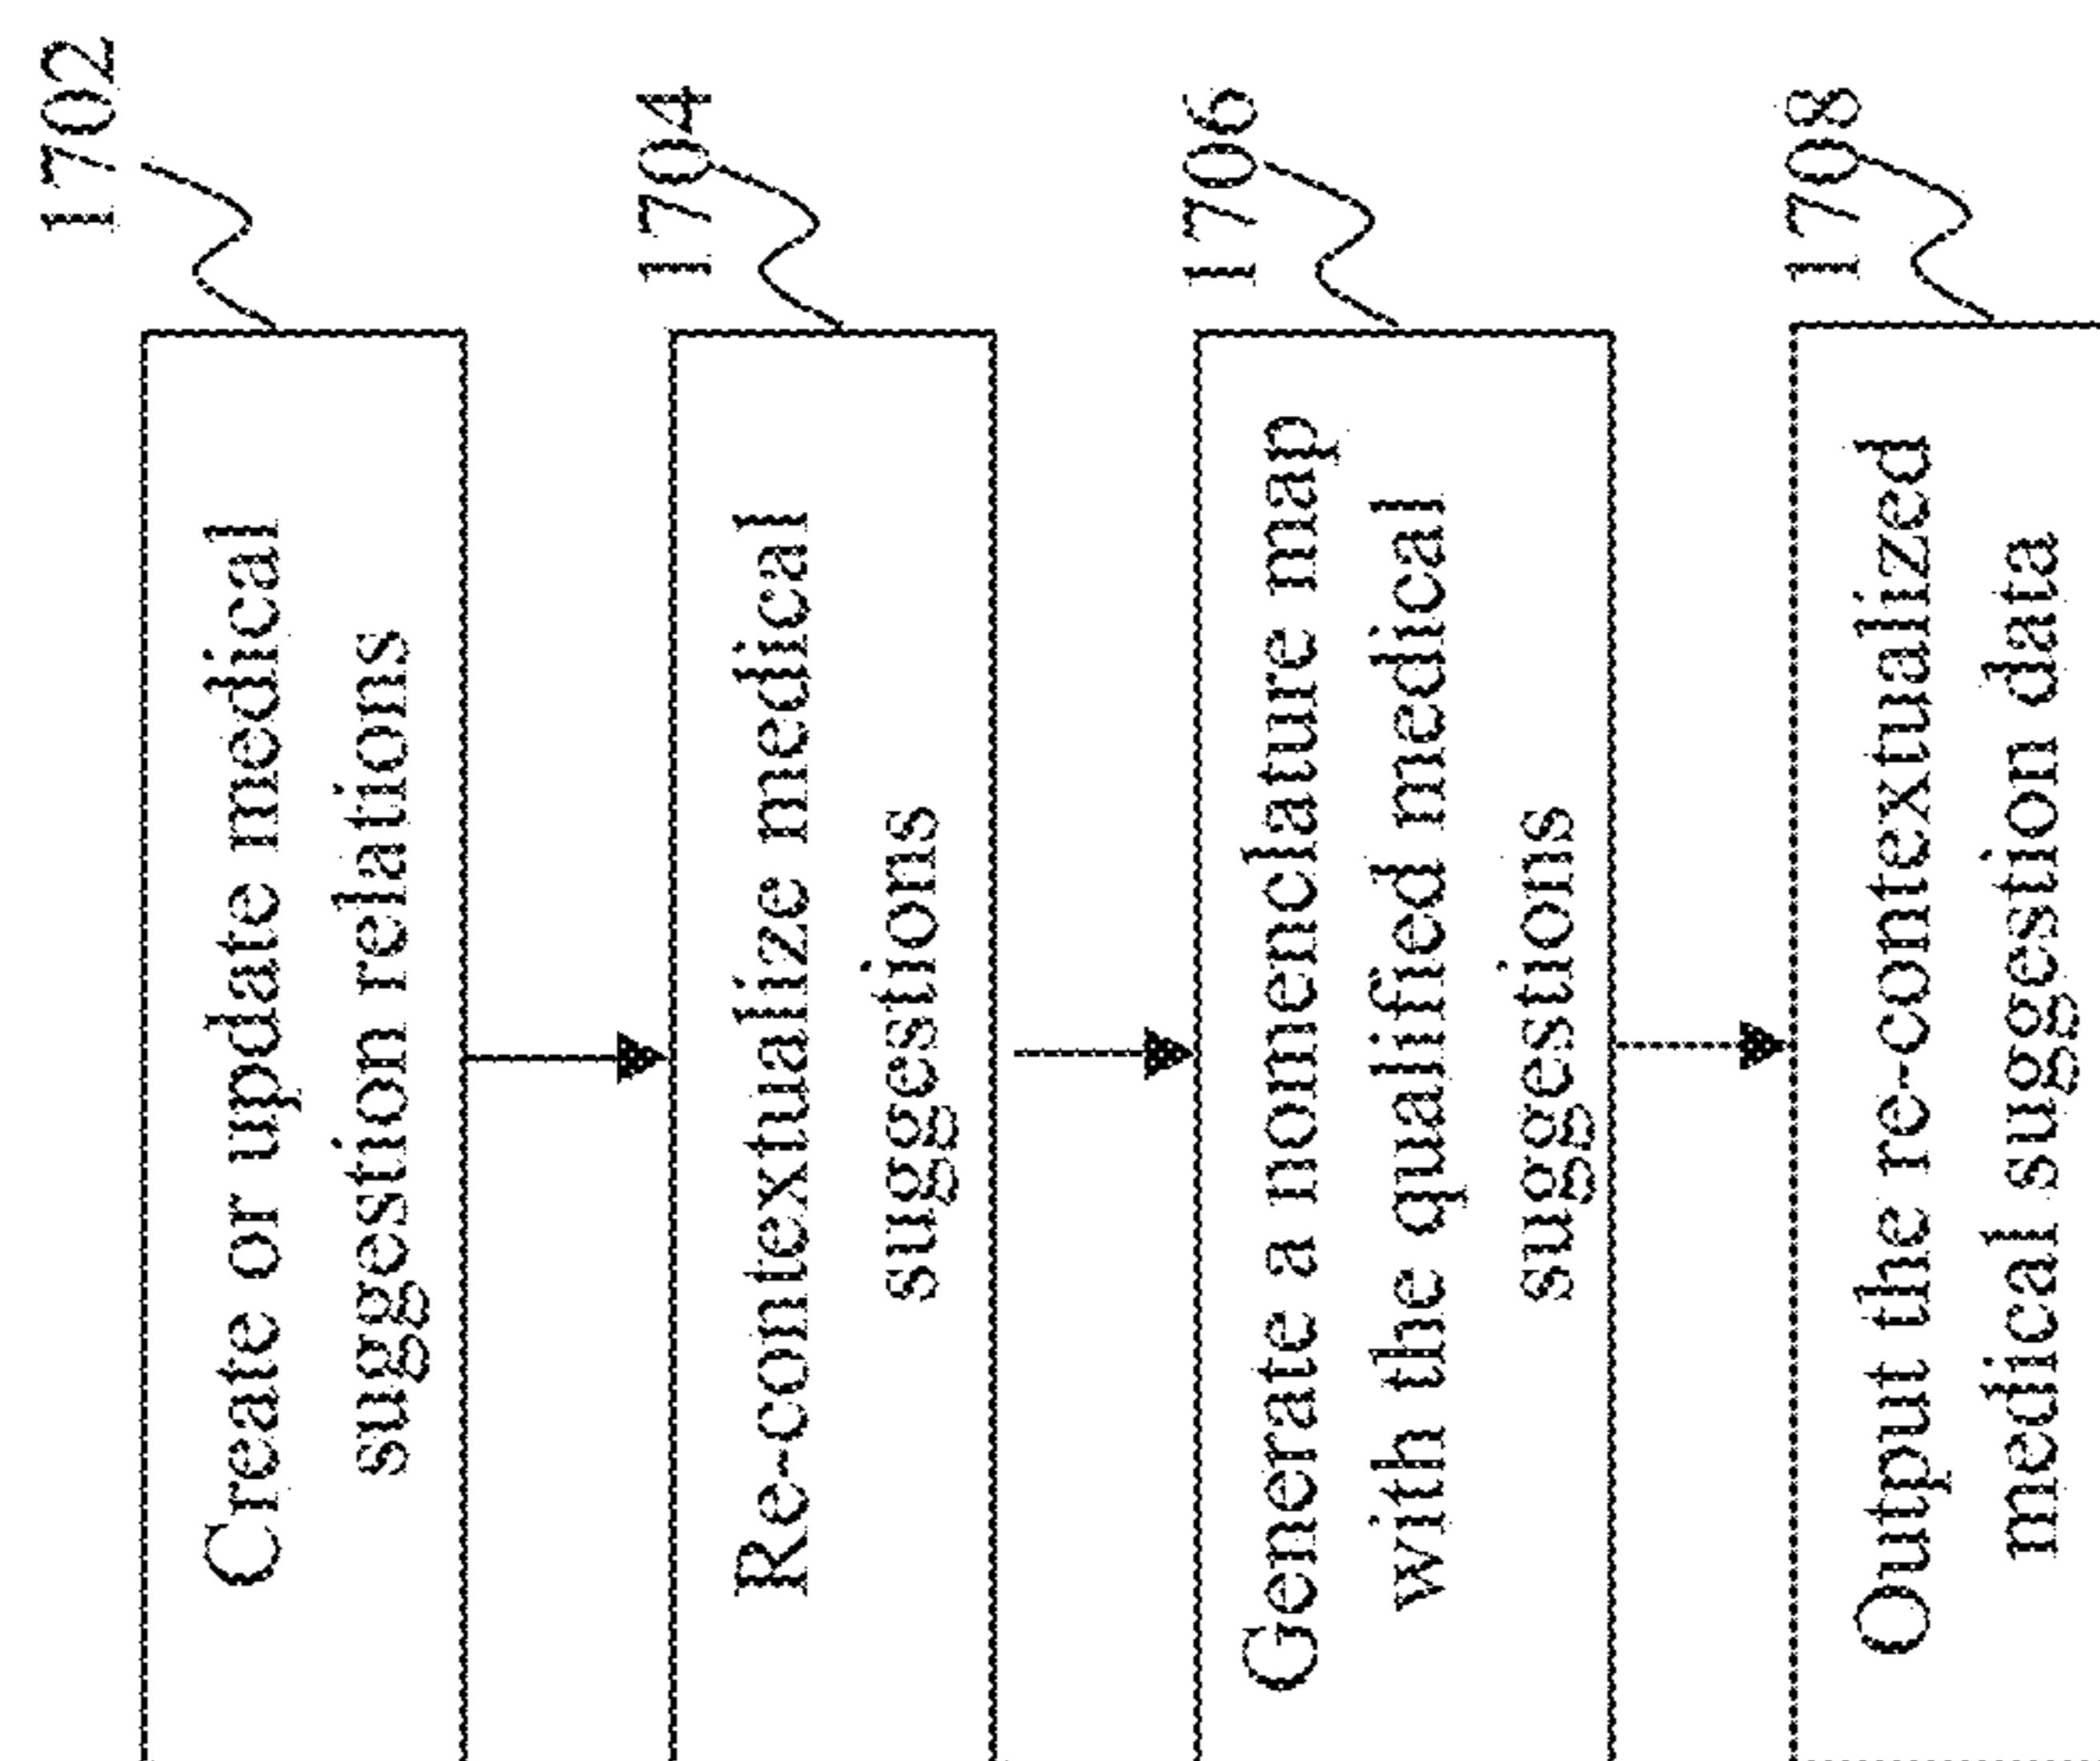 1702
Create or update medical
suggestion relations
1704
Re-contextualize medical
suggestions
1706
Generate a nomenclature map
with the qualified medical
suggestions
1708
Output the re-contextualized
medical suggestion data